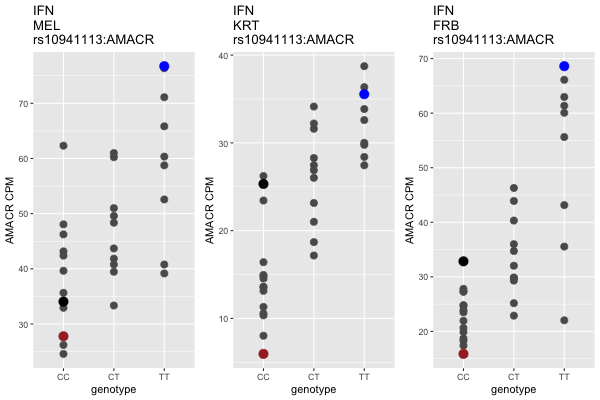 IFN
MEL
rs10941113:AMACR
AMACR CPM
70
60
50
40
30
CC
CT
TT
genotype
IFN
KRT
rs10941113:AMACR
AMACR CPM
40
30
20
10
CC
CT
TT
genotype
IFN
FRB
rs10941113:AMACR
AMACR CPM
70
60
50
40
30
20
CC
CT
TT
genotype